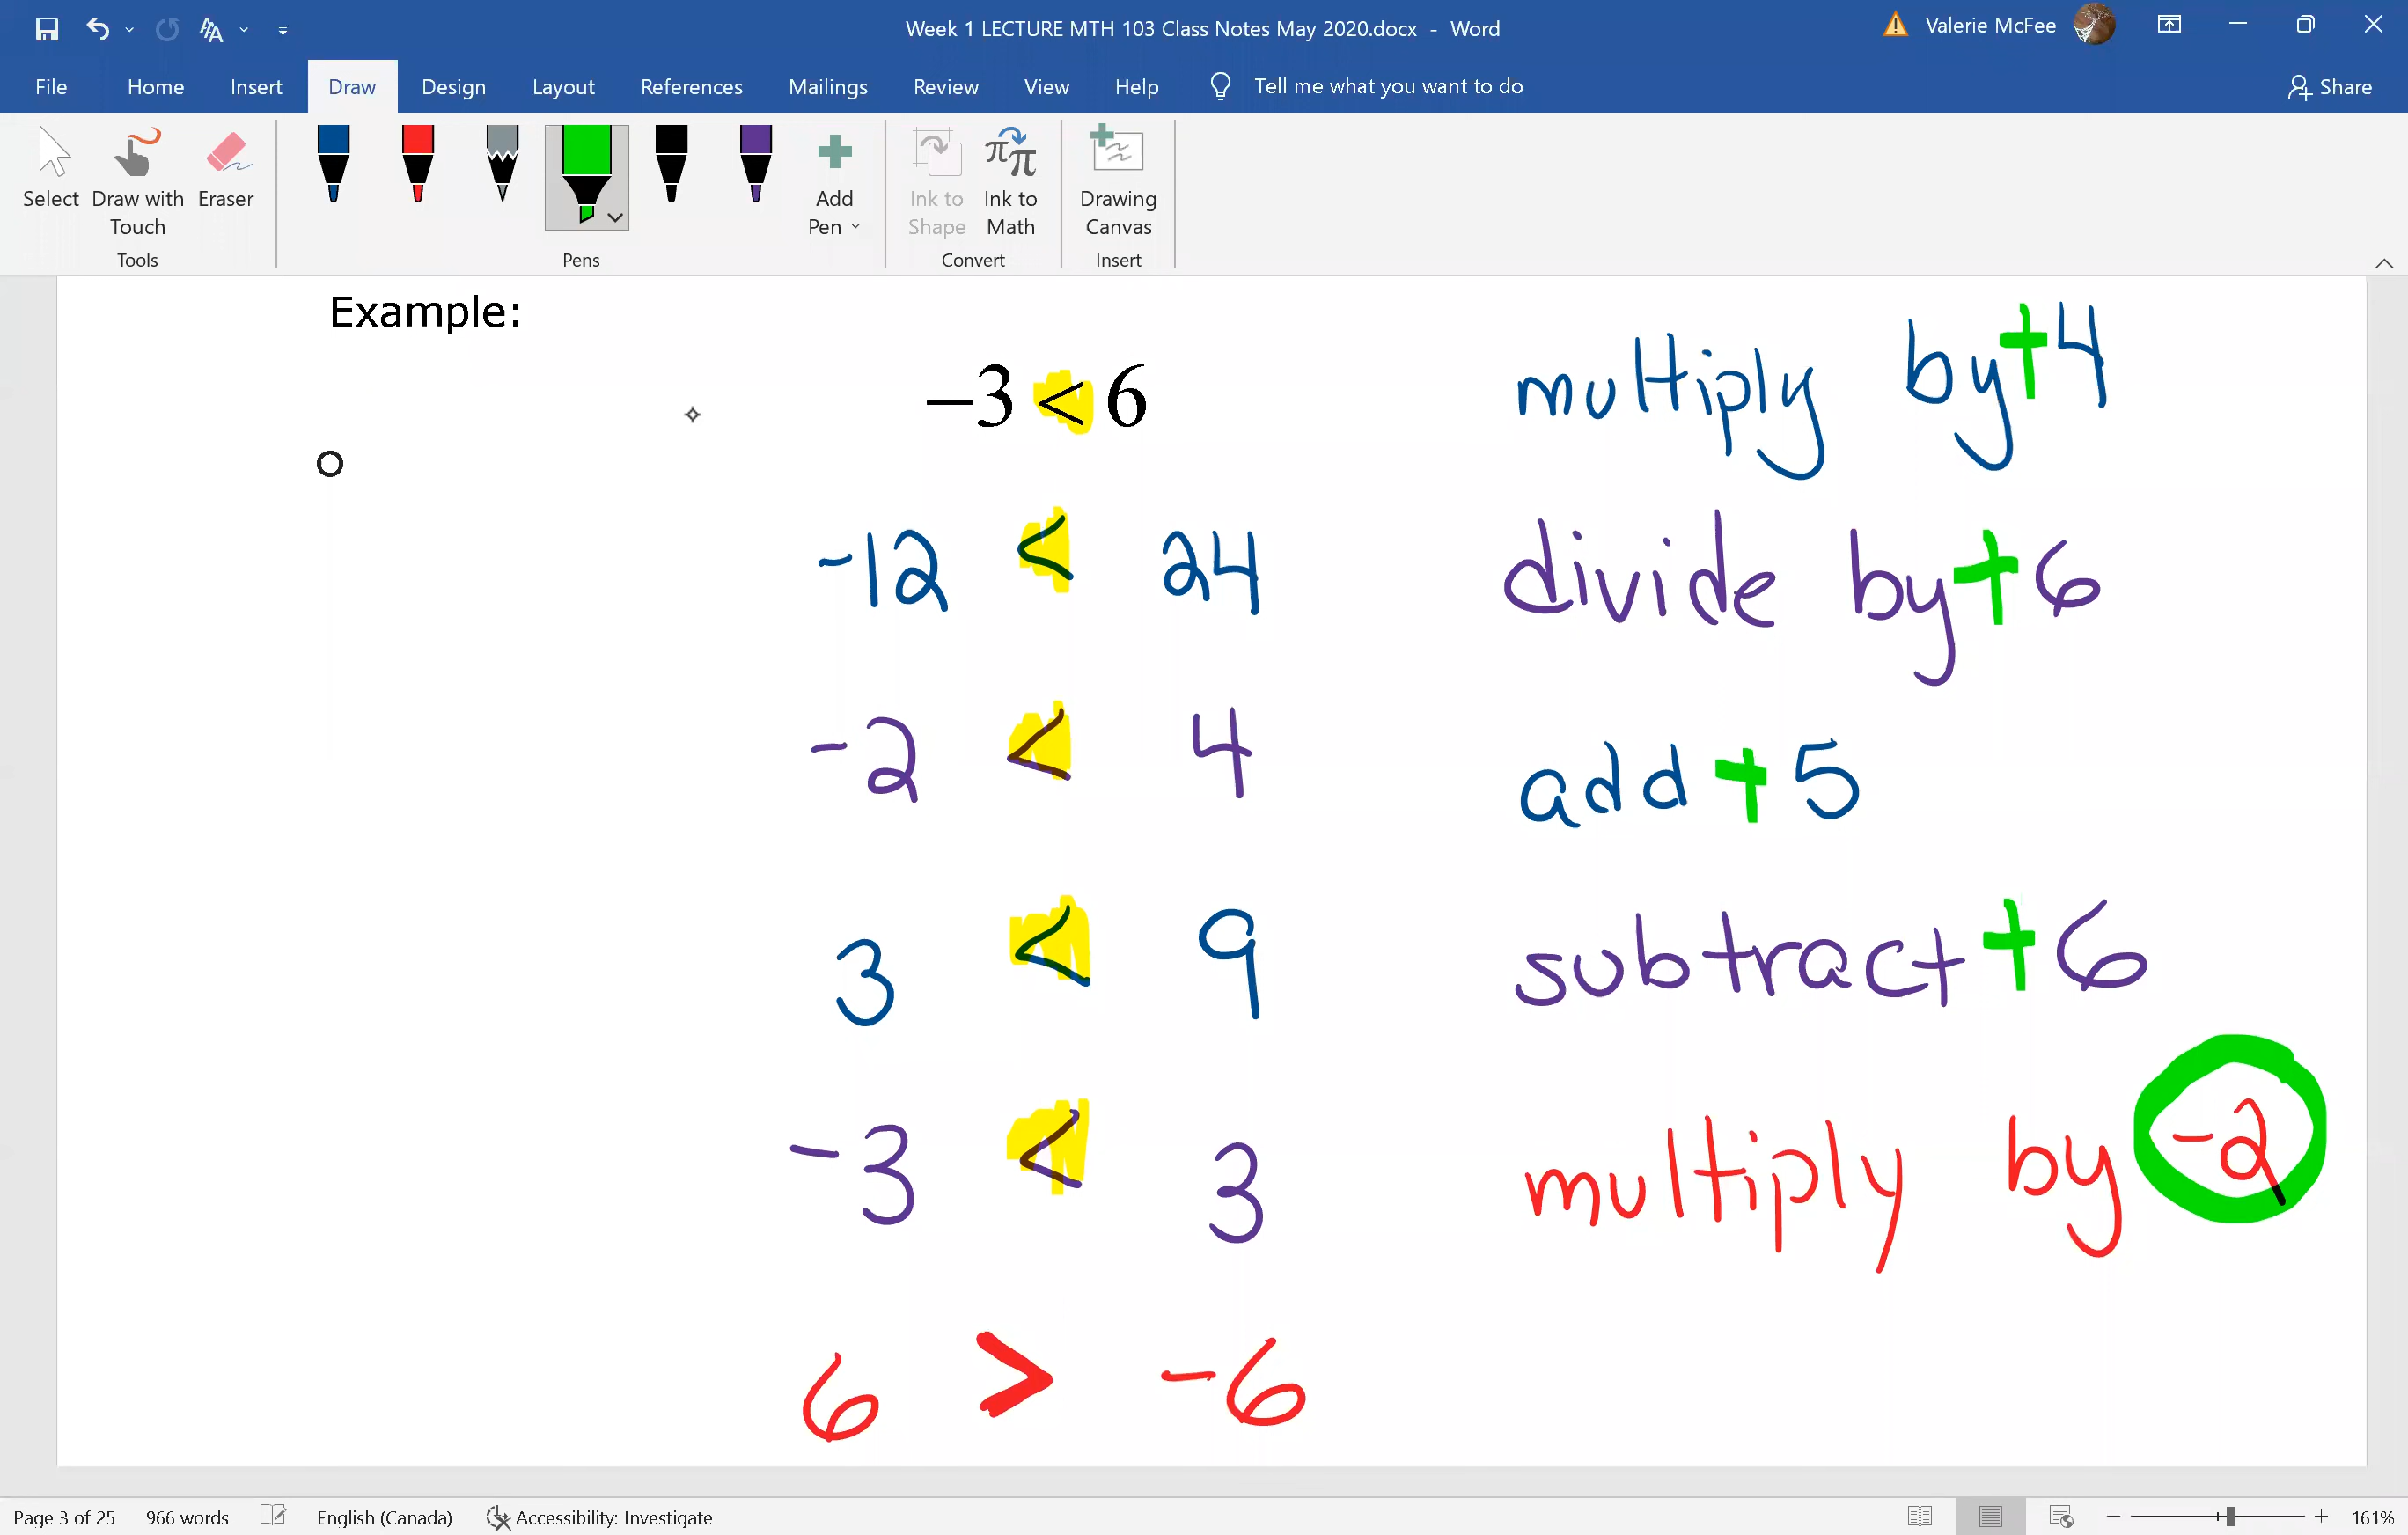 Week 1 LECTURE MTH 103 Class Notes May 2020.docx - Word
Valerie McFee
File Home Insert Draw Design Layout References Mailings Review View Help Tell me what you want to do Share
Select Draw with Touch Eraser
Add Pen
Ink to Shape Ink to Math
Drawing Canvas
Tools Pens Convert Insert
Example:
−3 < 6 multiply by +4
-12 < 24 divide by +6
-2 < 4 add +5
3 < 9 subtract +6
-3 < 3 multiply by -2
6 > -6
Page 3 of 25 966 words English (Canada) Accessibility: Investigate 161%